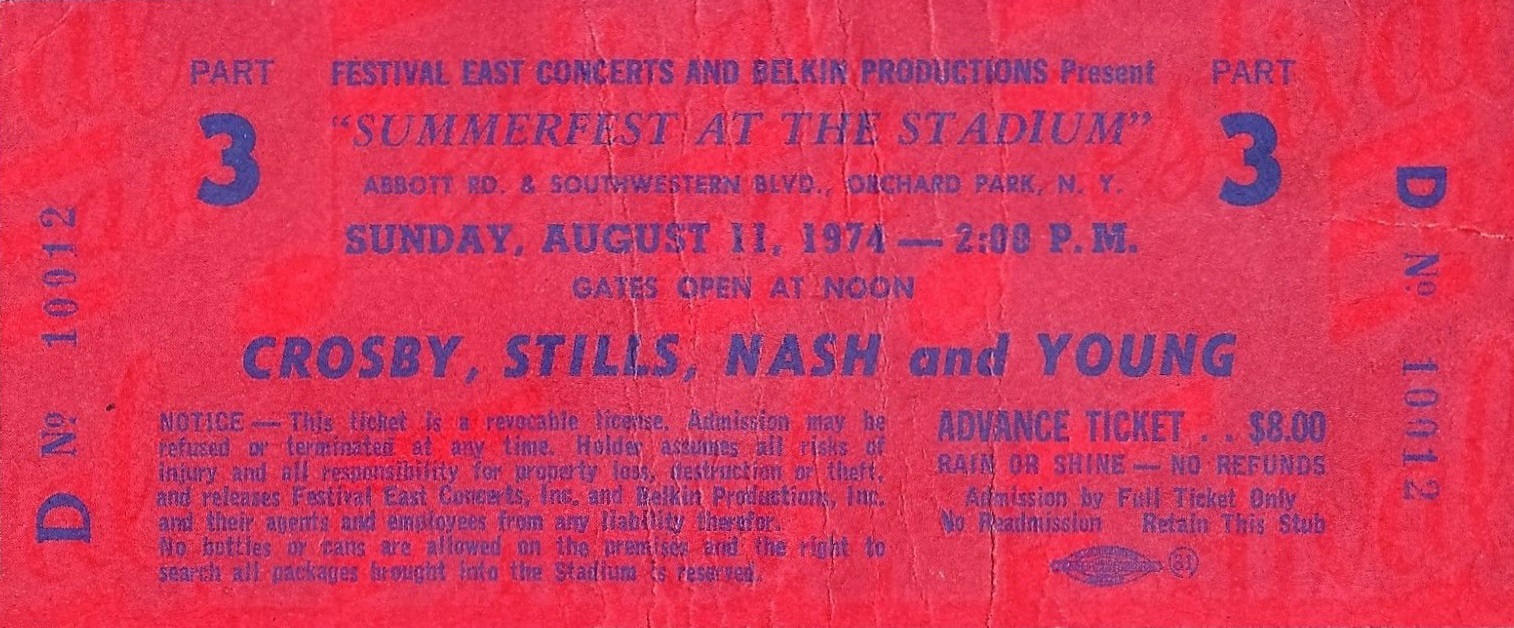 PART
3
FESTIVAL EAST CONCERTS AND BELKIN PRODUCTIONS Present
"SUMMERFEST AT THE STADIUM"
ABBOTT RD. & SOUTHWESTERN BLVD., ORCHARD PARK, N. Y.
SUNDAY, AUGUST 11, 1974 — 2:00 P. M.
GATES OPEN AT NOON
PART
3
CROSBY, STILLS, NASH and YOUNG
NOTICE — This ticket is a revocable license. Admission may be
refused or terminated at any time. Holder assumes all risks of
injury and all responsibility for property loss, destruction or theft,
and releases Festival East Concerts, Inc. and Belkin Productions, Inc.
and their agents and employees from any liability therefor.
No bottles or cans are allowed on the premises and the right to
search all packages brought into the Stadium is reserved.
ADVANCE TICKET . . $8.00
RAIN OR SHINE — NO REFUNDS
Admission by Full Ticket Only
No Readmission Retain This Stub
31
D Nº 10012
D Nº 10012